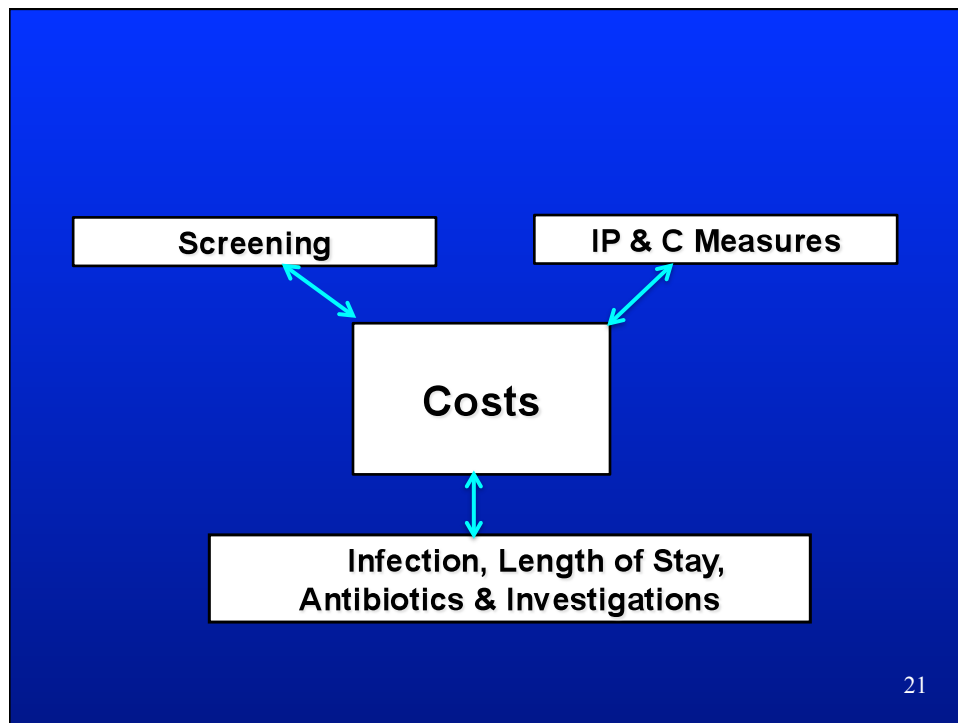 Screening
IP & C Measures
Costs
Infection, Length of Stay,
Antibiotics & Investigations
21